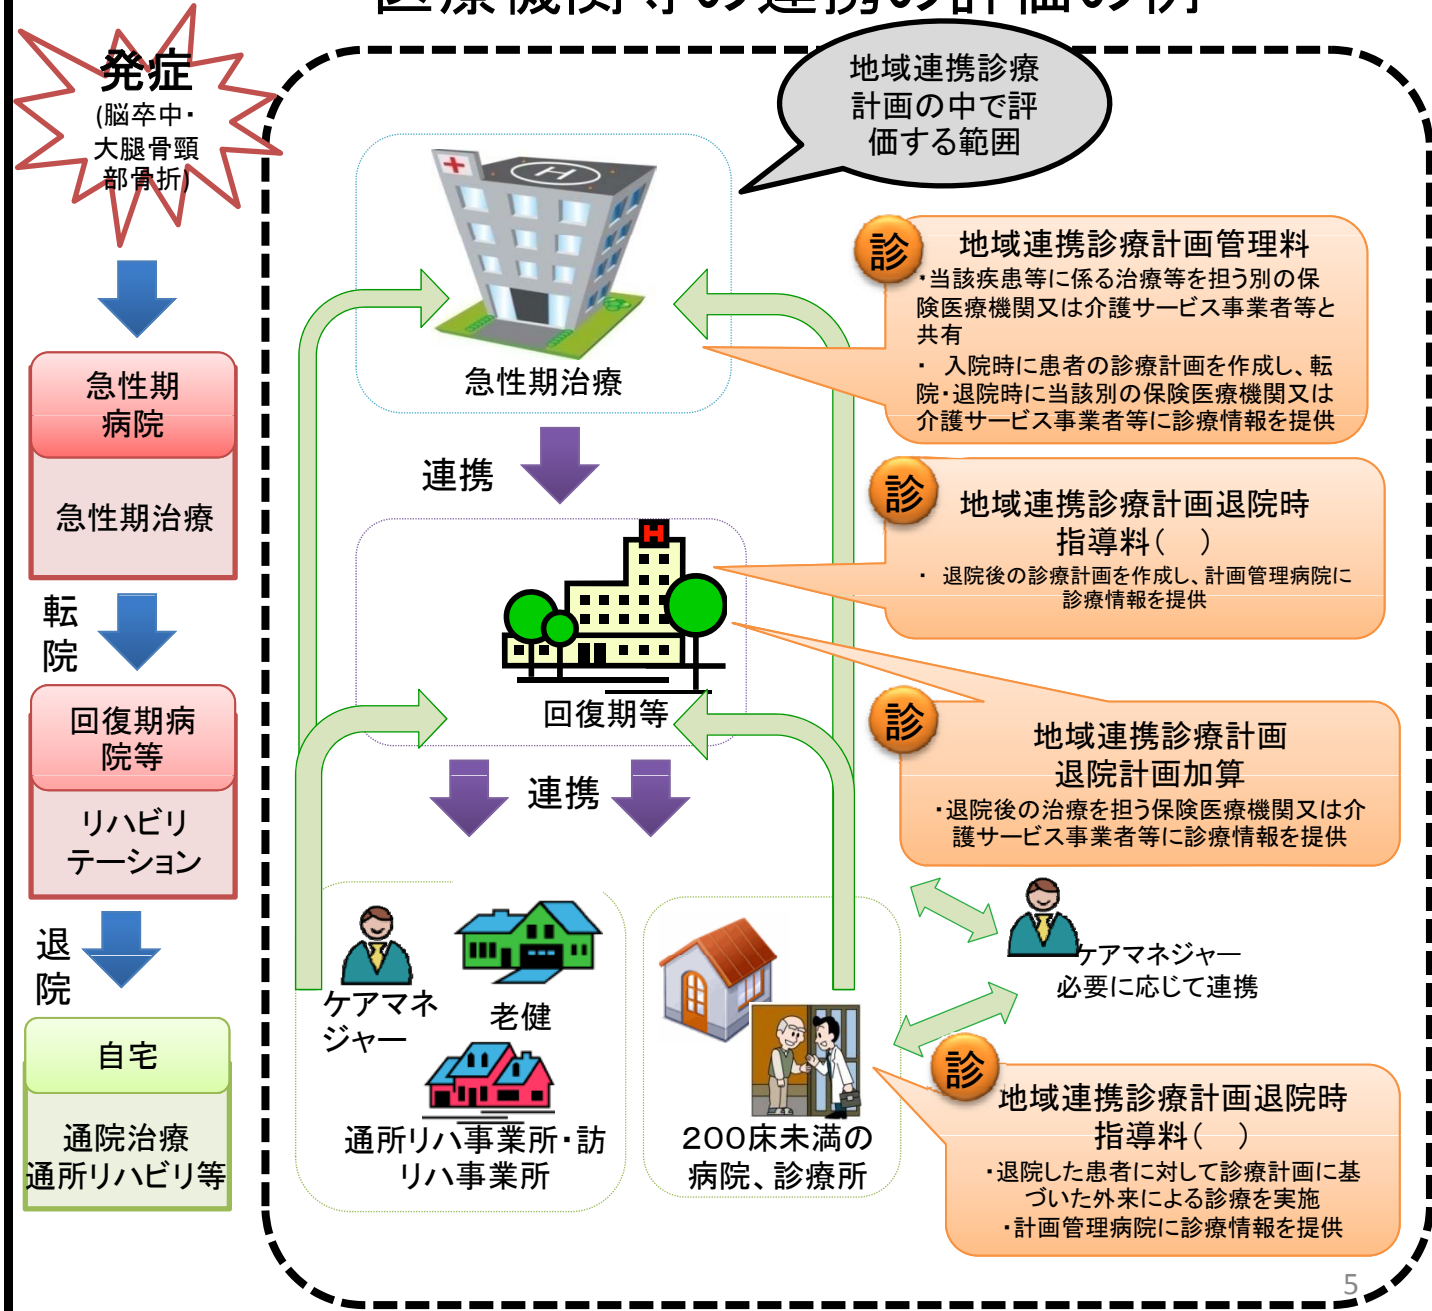 医療機関等の連携の評価の例
発症
(脳卒中・
大腿骨頸
部骨折)
急性期
病院
急性期治療
転
院
回復期病
院等
リハビリ
テーション
退
院
自宅
通院治療
通所リハビリ等
地域連携診療
計画の中で評
価する範囲
急性期治療
連携
回復期等
連携
ケアマネ
ジャー
老健
通所リハ事業所・訪
リハ事業所
200床未満の
病院、診療所
診
地域連携診療計画管理料
・当該疾患等に係る治療等を担う別の保
険医療機関又は介護サービス事業者等と
共有
・ 入院時に患者の診療計画を作成し、転
院・退院時に当該別の保険医療機関又は
介護サービス事業者等に診療情報を提供
診
地域連携診療計画退院時
指導料( )
・ 退院後の診療計画を作成し、計画管理病院に
診療情報を提供
診
地域連携診療計画
退院計画加算
・退院後の治療を担う保険医療機関又は介
護サービス事業者等に診療情報を提供
ケアマネジャー
必要に応じて連携
診
地域連携診療計画退院時
指導料( )
・退院した患者に対して診療計画に基
づいた外来による診療を実施
・計画管理病院に診療情報を提供
H
H
5